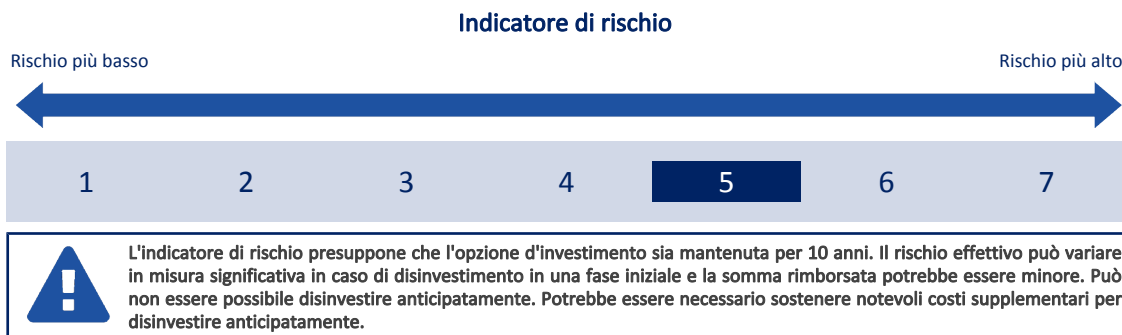 Indicatore di rischio
Rischio più basso
Rischio più alto
1 2 3 4 5 6 7
L'indicatore di rischio presuppone che l'opzione d'investimento sia mantenuta per 10 anni. Il rischio effettivo può variare
in misura significativa in caso di disinvestimento in una fase iniziale e la somma rimborsata potrebbe essere minore. Può
non essere possibile disinvestire anticipatamente. Potrebbe essere necessario sostenere notevoli costi supplementari per
disinvestire anticipatamente.